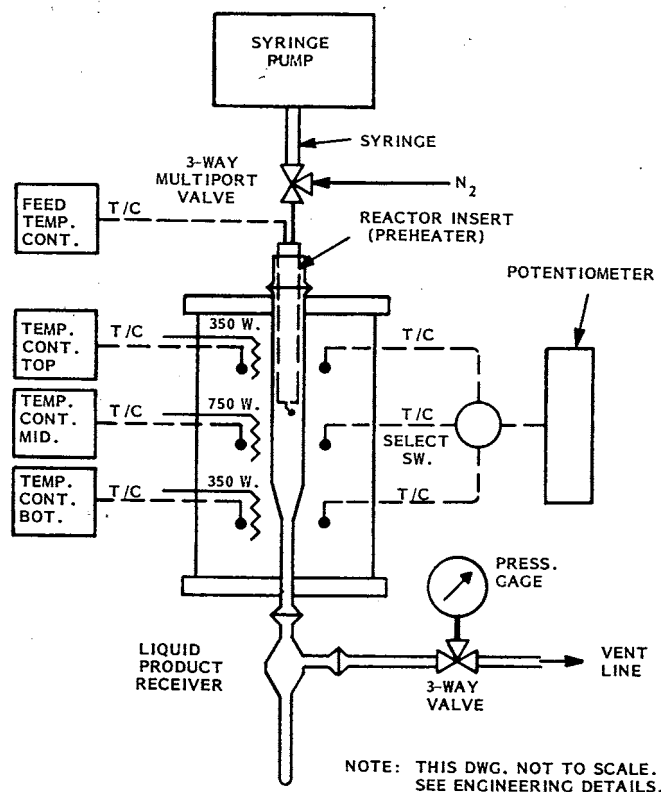 SYRINGE
PUMP
SYRINGE
3-WAY
MULTIPORT
VALVE
N2
FEED
TEMP.
CONT.
T/C
REACTOR INSERT
(PREHEATER)
POTENTIOMETER
TEMP.
CONT.
TOP
T/C
350 W.
T/C
TEMP.
CONT.
MID.
T/C
750 W.
T/C
SELECT
SW.
TEMP.
CONT.
BOT.
T/C
350 W.
T/C
PRESS.
GAGE
LIQUID
PRODUCT
RECEIVER
VENT
LINE
3-WAY
VALVE
NOTE: THIS DWG. NOT TO SCALE.
SEE ENGINEERING DETAILS.